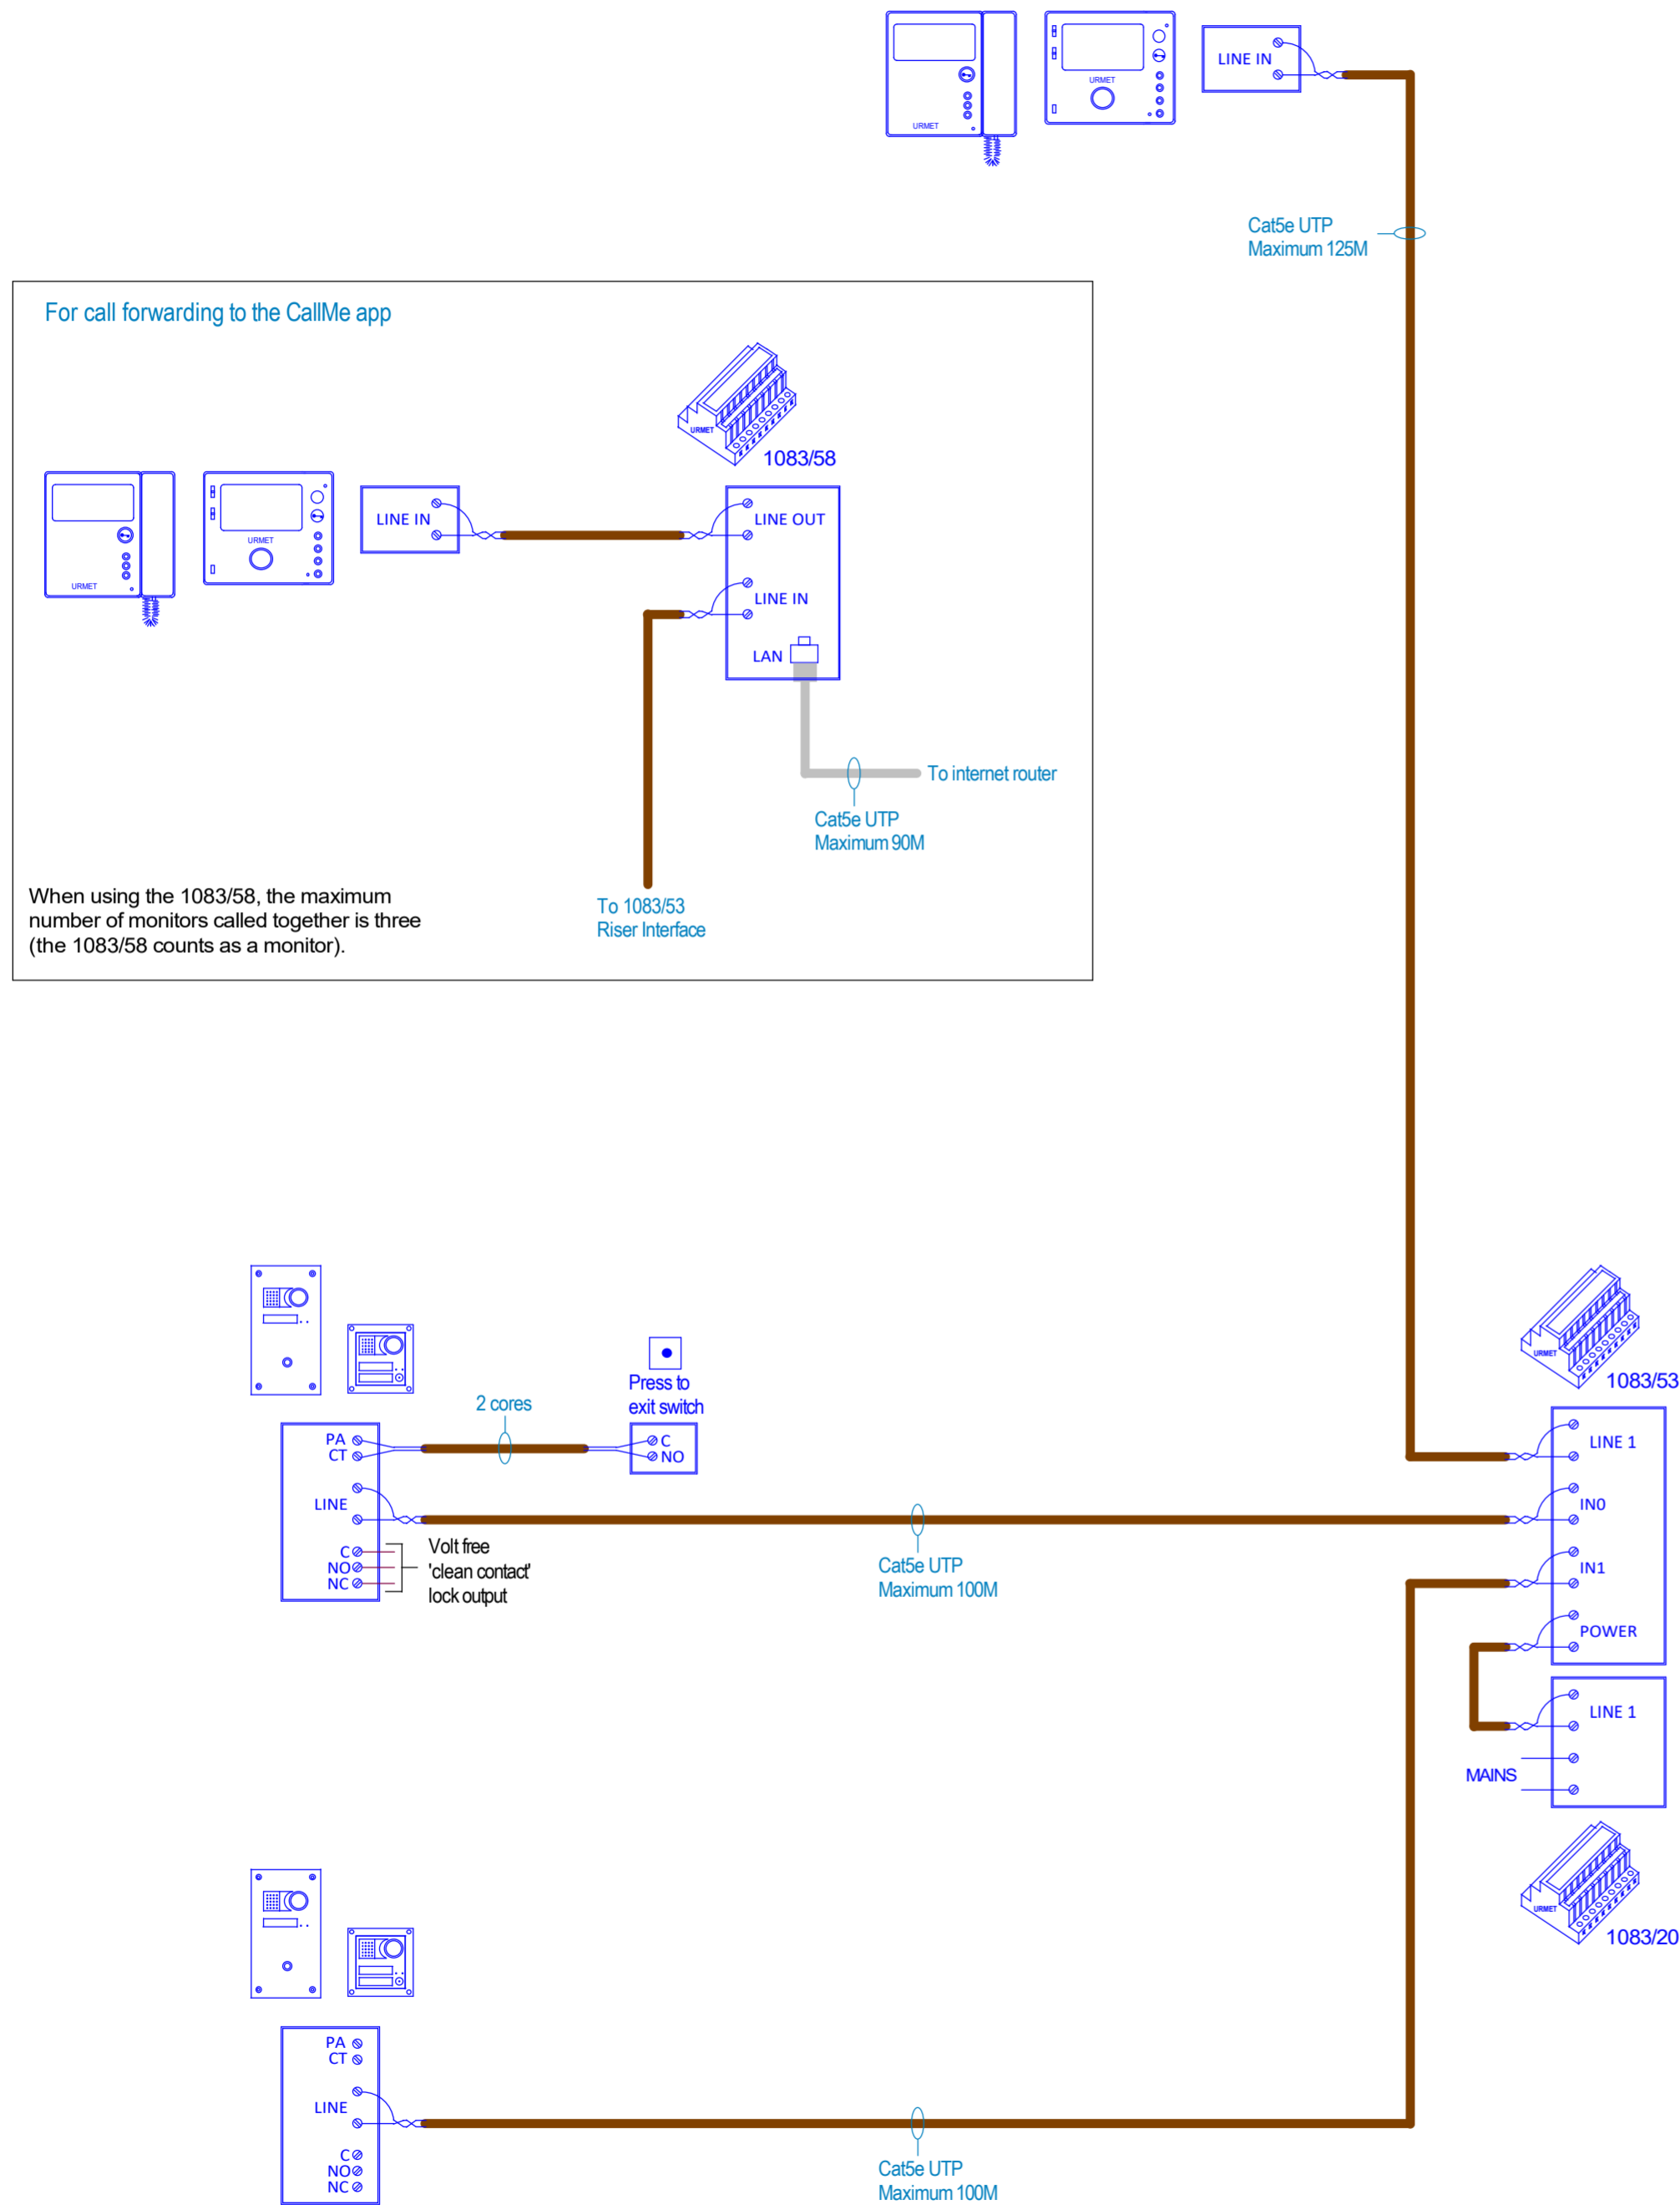 LINE IN
URMET
URMET
Cat5e UTP
Maximum 125M
For call forwarding to the CallMe app
URMET
1083/58
LINE IN
LINE OUT
URMET
URMET
LINE IN
LAN
To internet router
Cat5e UTP
Maximum 90M
When using the 1083/58, the maximum
number of monitors called together is three
(the 1083/58 counts as a monitor).
To 1083/53
Riser Interface
URMET
1083/53
Press to
exit switch
2 cores
PA
CT
C
NO
LINE 1
LINE
IN0
C
NO
NC
Volt free
'clean contact'
lock output
Cat5e UTP
Maximum 100M
IN1
POWER
LINE 1
MAINS
URMET
1083/20
PA
CT
LINE
C
NO
NC
Cat5e UTP
Maximum 100M